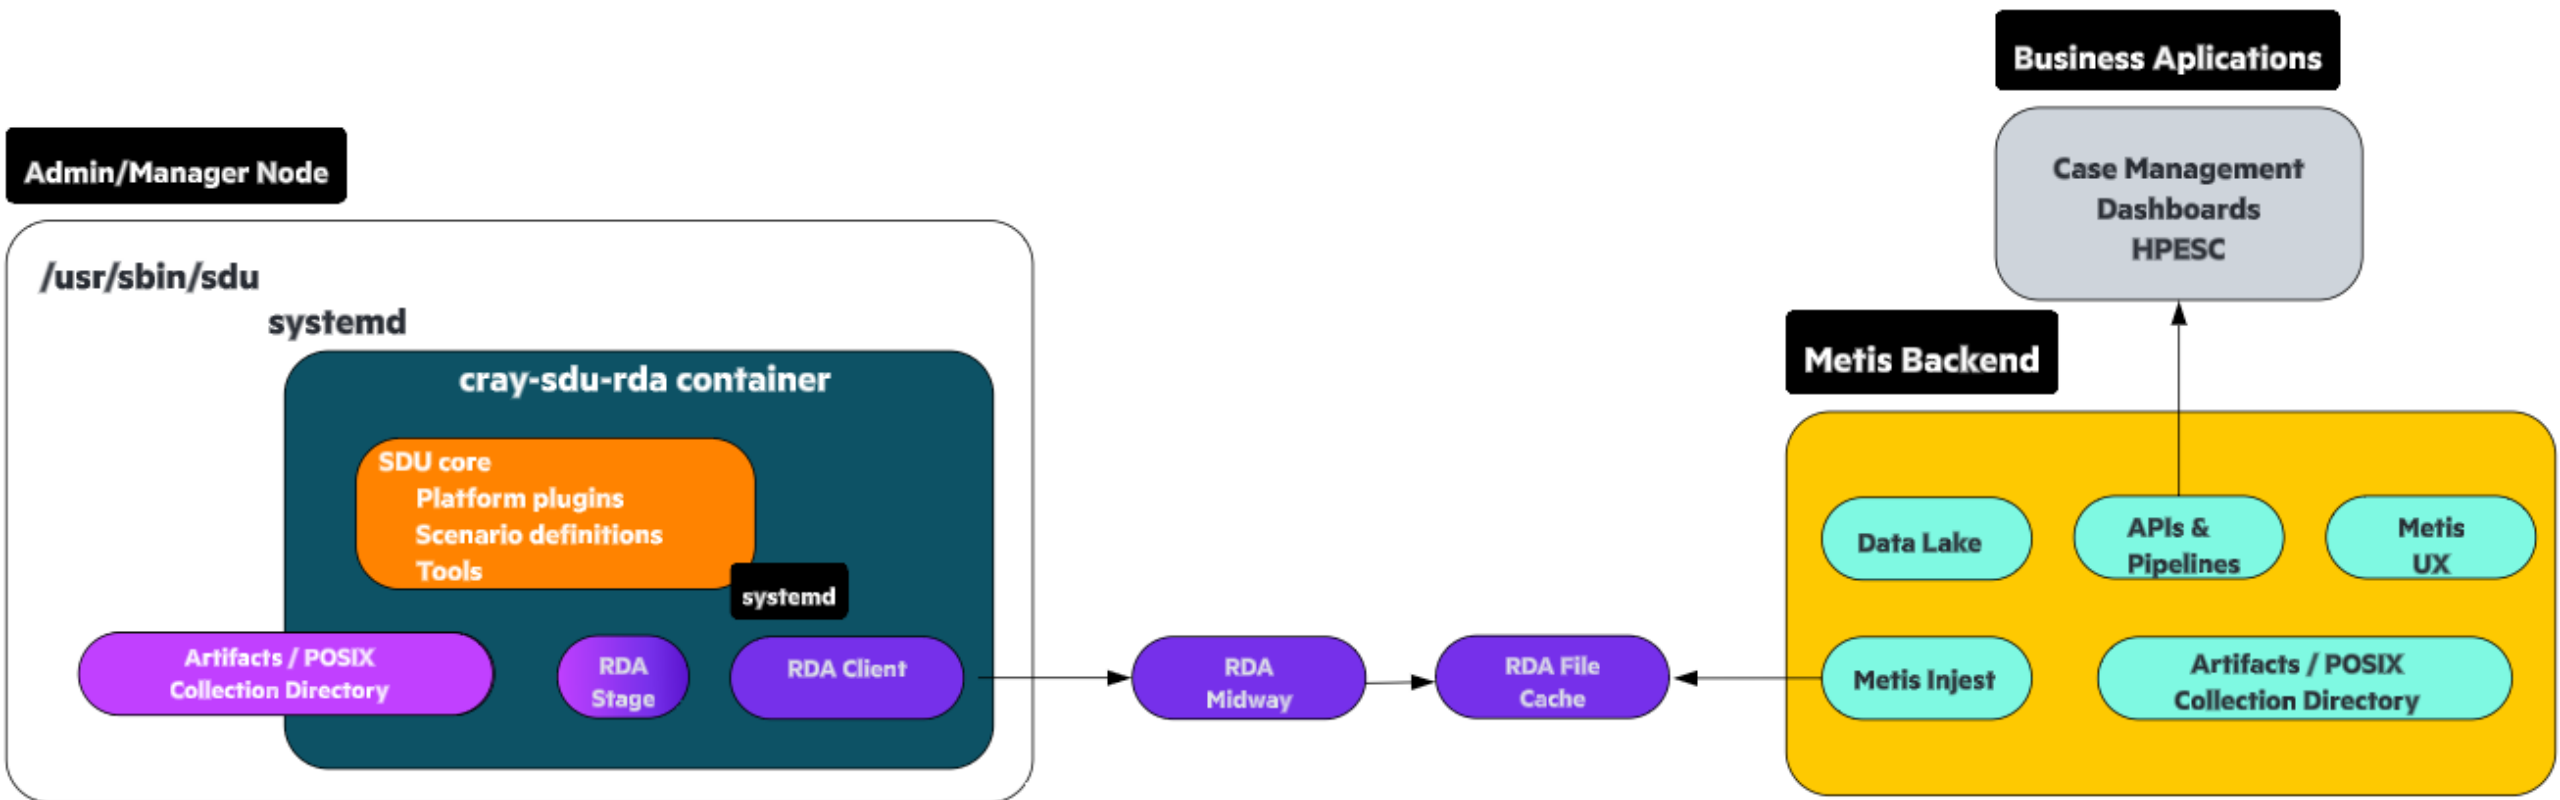 Business Aplications
Case Management
Dashboards
HPESC
Admin/Manager Node
/usr/sbin/sdu
systemd
cray-sdu-rda container
SDU core
Platform plugins
Scenario definitions
Tools
systemd
Artifacts / POSIX
Collection Directory
RDA
Stage
RDA Client
RDA
Midway
RDA File
Cache
Metis Backend
Data Lake
APIs &
Pipelines
Metis
UX
Metis Injest
Artifacts / POSIX
Collection Directory